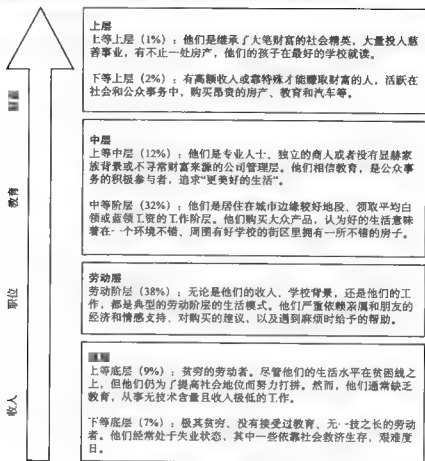 上层
上等上层（1%）：他们是继承了大笔财富的社会精英，大量投入慈
善事业，有不止一处房产，他们的孩子在最好的学校就读。
下等上层（2%）：有高额收入或靠特殊才能赚取财富的人，活跃在
社会和公众事务中，购买昂贵的房产、教育和汽车等。
中层
上等中层（12%）：他们是专业人士、独立的商人或者没有显赫家
族背景或不寻常财富来源的公司管理层。他们相信教育，是公众事
务的积极参与者，追求“更美好的生活”。
中等阶层（32%）：他们是居住在城市边缘较好地段、领取平均白
领或蓝领工资的工作阶层。他们购买大众产品，认为好的生活意味
着在一个环境不错、周围有好学校的街区里拥有一所不错的房子。
劳动层
劳动阶层（38%）：无论是他们的收入、学校背景，还是他们的工
作，都是典型的劳动阶层的生活模式。他们严重依赖亲属和朋友的
经济和情感支持、对购买的建议，以及遇到麻烦时给予的帮助。
上等底层（9%）：贫穷的劳动者。尽管他们的生活水平在贫困线之
上，但他们仍为了提高社会地位而努力打拼。然而，他们通常缺乏
教育，从事无技术含量且收入极低的工作。
下等底层（7%）：极其贫穷、没有接受过教育、无一技之长的劳动
者。他们经常处于失业状态，其中一些依靠社会救济生存，艰难度
日。
教育
职位
收入